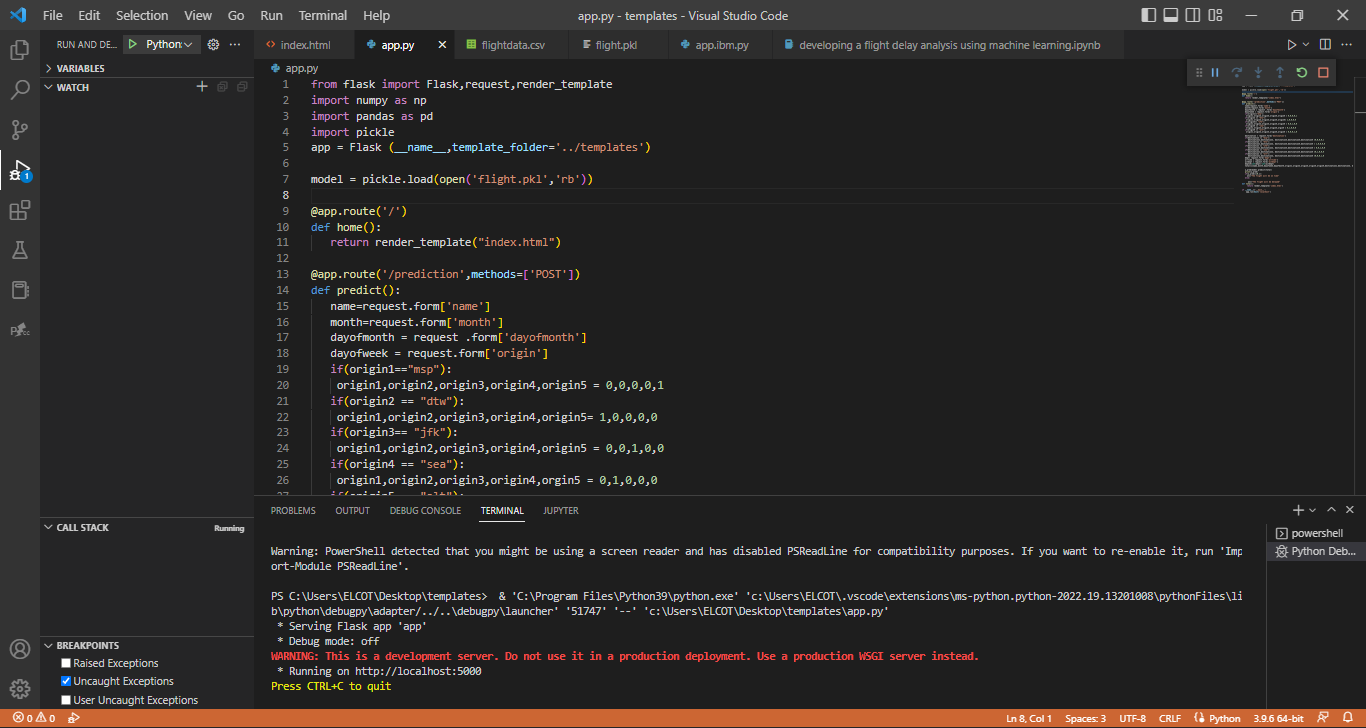 File Edit Selection View Go Run Terminal Help
app.py - templates - Visual Studio Code
RUN AND DE... Python: ...
index.html app.py flightdata.csv flight.pkl app.ibm.py developing a flight delay analysis using machine learning.ipynb
VARIABLES
WATCH
app.py
1 from flask import Flask,request,render_template
2 import numpy as np
3 import pandas as pd
4 import pickle
5 app = Flask (__name__,template_folder='../templates')
6
7 model = pickle.load(open('flight.pkl','rb'))
8
9 @app.route('/')
10 def home():
11 return render_template("index.html")
12
13 @app.route('/prediction',methods=['POST'])
14 def predict():
15 name=request.form['name']
16 month=request.form['month']
17 dayofmonth = request .form['dayofmonth']
18 dayofweek = request.form['origin']
19 if(origin1=="msp"):
20 origin1,origin2,origin3,origin4,origin5 = 0,0,0,0,1
21 if(origin2 == "dtw"):
22 origin1,origin2,origin3,origin4,origin5= 1,0,0,0,0
23 if(origin3== "jfk"):
24 origin1,origin2,origin3,origin4,origin5 = 0,0,1,0,0
25 if(origin4 == "sea"):
26 origin1,origin2,origin3,origin4,orgin5 = 0,1,0,0,0
27 if(origin5 == "alt"):
CALL STACK
Running
BREAKPOINTS
Raised Exceptions
Uncaught Exceptions
User Uncaught Exceptions
1
PROBLEMS OUTPUT DEBUG CONSOLE TERMINAL JUPYTER
powershell
Python Deb...
Warning: PowerShell detected that you might be using a screen reader and has disabled PSReadLine for compatibility purposes. If you want to re-enable it, run 'Imp
ort-Module PSReadLine'.
PS C:\Users\ELCOT\Desktop\templates> & 'C:\Program Files\Python39\python.exe' 'c:\Users\ELCOT\.vscode\extensions\ms-python.python-2022.19.13201008\pythonFiles\li
b\python\debugpy\adapter/../..\debugpy\launcher' '51747' '--' 'c:\Users\ELCOT\Desktop\templates\app.py'
* Serving Flask app 'app'
* Debug mode: off
WARNING: This is a development server. Do not use it in a production deployment. Use a production WSGI server instead.
* Running on http://localhost:5000
Press CTRL+C to quit
0 0 Ln 8, Col 1 Spaces: 3 UTF-8 CRLF Python 3.9.6 64-bit